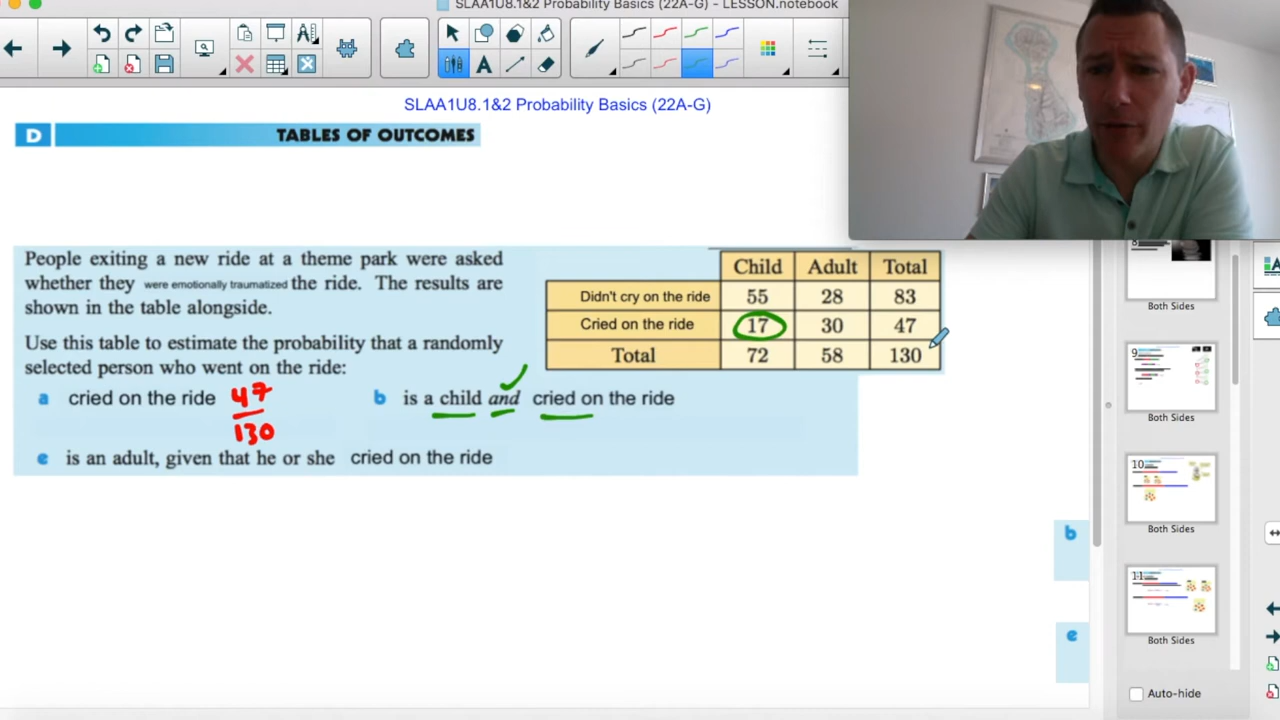 SLAA1U8.1&2 Probability Basics (22A-G) - LESSON.notebook
SLAA1U8.1&2 Probability Basics (22A-G)
D TABLES OF OUTCOMES
People exiting a new ride at a theme park were asked
whether they were emotionally traumatized the ride. The results are
shown in the table alongside.
Use this table to estimate the probability that a randomly
selected person who went on the ride:
Child Adult Total
Didn't cry on the ride 55 28 83
Cried on the ride 17 30 47
Total 72 58 130
a cried on the ride 47
130
b is a child and cried on the ride
e is an adult, given that he or she cried on the ride
b
e
Both Sides
9
Both Sides
10
Both Sides
11
Both Sides
Auto-hide